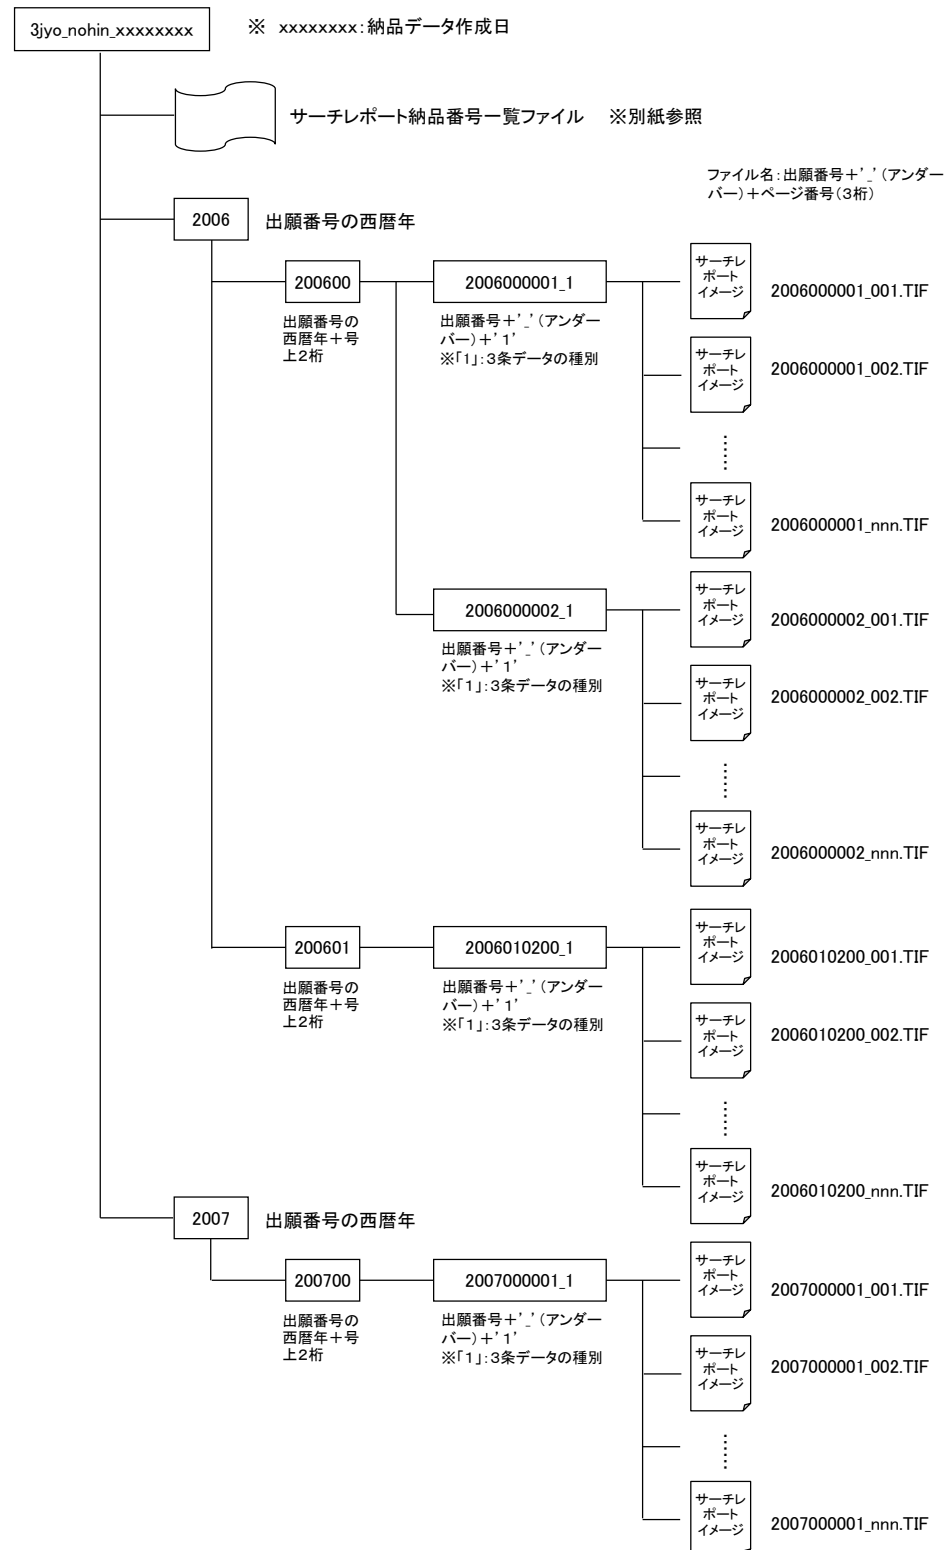 3jyo_nohin_xxxxxxxx
※ xxxxxxxx:納品データ作成日
サーチレポート納品番号一覧ファイル ※別紙参照
ファイル名:出願番号+'_'(アンダー
バー)+ページ番号(3桁)
2006
出願番号の西暦年
200600
出願番号の
西暦年+号
上2桁
2006000001_1
出願番号+'_'(アンダー
バー)+'1'
※「1」:3条データの種別
サーチレ
ポート
イメージ
2006000001_001.TIF
サーチレ
ポート
イメージ
2006000001_002.TIF
サーチレ
ポート
イメージ
2006000001_nnn.TIF
2006000002_1
出願番号+'_'(アンダー
バー)+'1'
※「1」:3条データの種別
サーチレ
ポート
イメージ
2006000002_001.TIF
サーチレ
ポート
イメージ
2006000002_002.TIF
サーチレ
ポート
イメージ
2006000002_nnn.TIF
200601
出願番号の
西暦年+号
上2桁
2006010200_1
出願番号+'_'(アンダー
バー)+'1'
※「1」:3条データの種別
サーチレ
ポート
イメージ
2006010200_001.TIF
サーチレ
ポート
イメージ
2006010200_002.TIF
サーチレ
ポート
イメージ
2006010200_nnn.TIF
2007
出願番号の西暦年
200700
出願番号の
西暦年+号
上2桁
2007000001_1
出願番号+'_'(アンダー
バー)+'1'
※「1」:3条データの種別
サーチレ
ポート
イメージ
2007000001_001.TIF
サーチレ
ポート
イメージ
2007000001_002.TIF
サーチレ
ポート
イメージ
2007000001_nnn.TIF